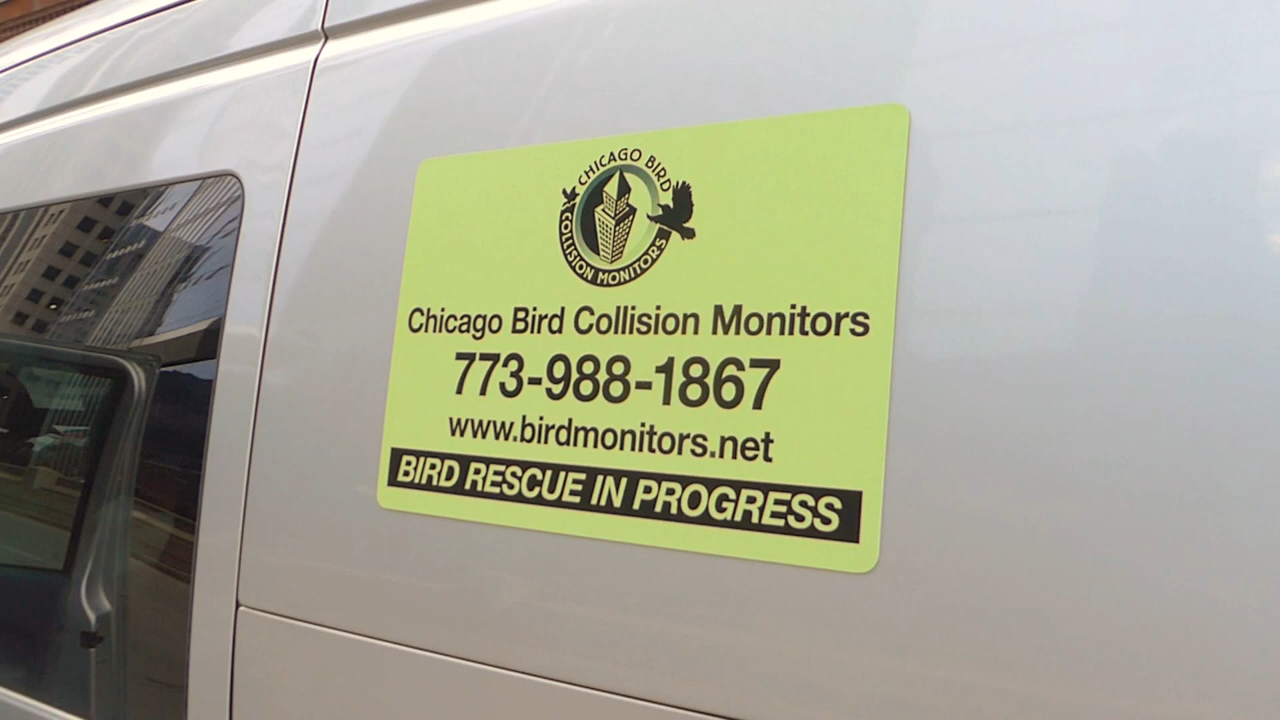 CHICAGO BIRD
COLLISION MONITORS
Chicago Bird Collision Monitors
773-988-1867
www.birdmonitors.net
BIRD RESCUE IN PROGRESS